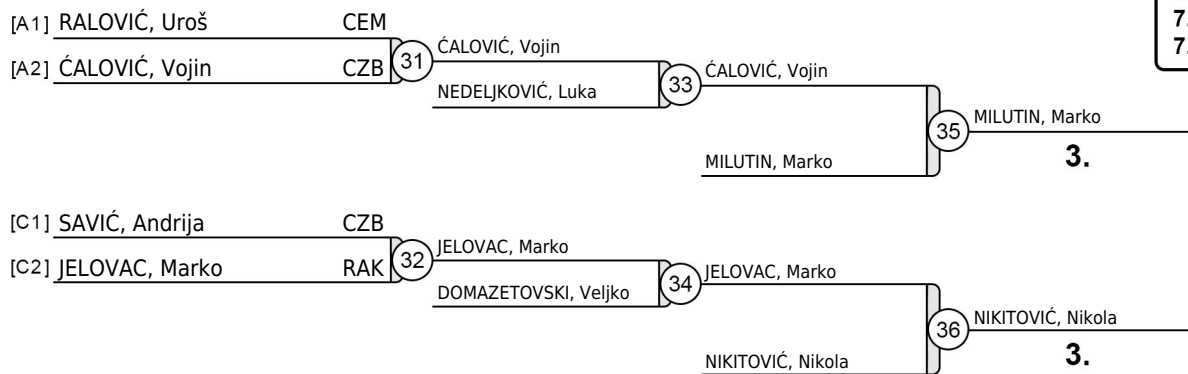 [A1] RALOVIĆ, Uroš CEM
7.
7.
[A2] ĆALOVIĆ, Vojin CZB
31
ĆALOVIĆ, Vojin
NEDELJKOVIĆ, Luka
33
ĆALOVIĆ, Vojin
MILUTIN, Marko
35
MILUTIN, Marko
3.
[C1] SAVIĆ, Andrija CZB
[C2] JELOVAC, Marko RAK
32
JELOVAC, Marko
DOMAZETOVSKI, Veljko
34
JELOVAC, Marko
NIKITOVIĆ, Nikola
36
NIKITOVIĆ, Nikola
3.